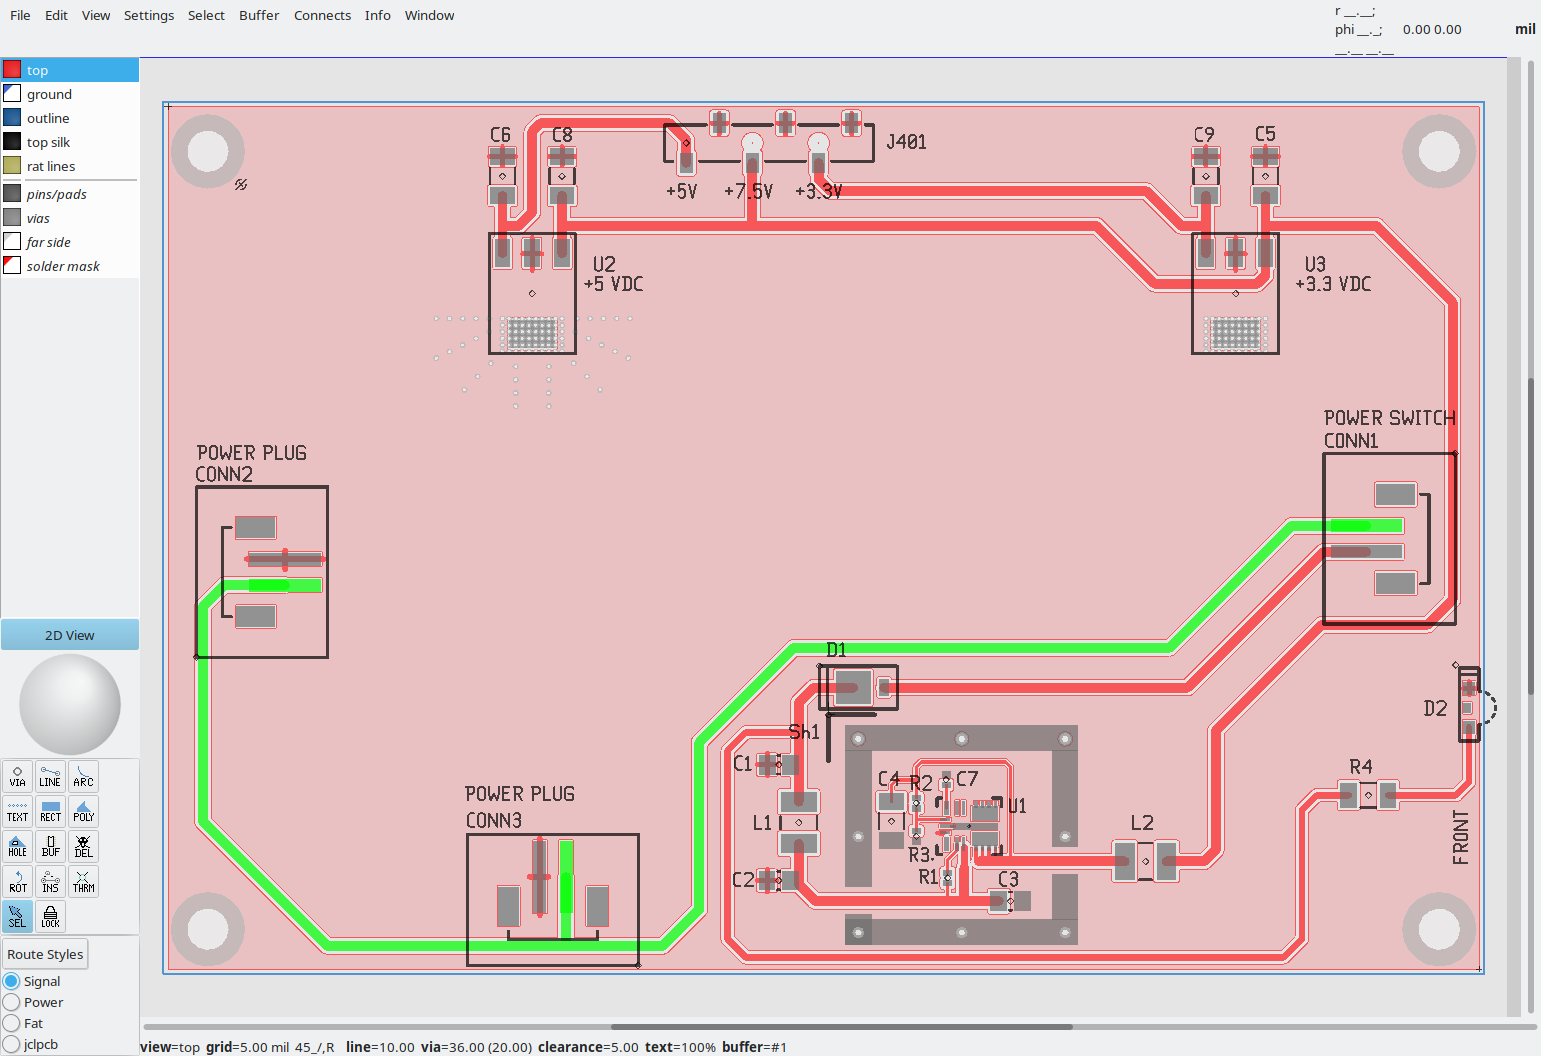 File Edit View Settings Select Buffer Connects Info Window
r __.__;
phi __._; 0.00 0.00 mil
__.__ __.__
top
ground
outline
top silk
rat lines
pins/pads
vias
far side
solder mask
2D View
VIA LINE ARC
TEXT RECT POLY
HOLE BUF DEL
ROT INS THRM
SEL LOCK
Route Styles
Signal
Power
Fat
jclpcb
C6 C8 J401 C9 C5
+5V +7.5V +3.3V
U2
+5 VDC
U3
+3.3 VDC
POWER PLUG
CONN2
POWER SWITCH
CONN1
D1
Sh1
D2
C1
C4 R2 C7
U1
L1
R3
R1
C2
C3
L2
R4
FRONT
POWER PLUG
CONN3
view=top grid=5.00 mil 45_/,R line=10.00 via=36.00 (20.00) clearance=5.00 text=100% buffer=#1